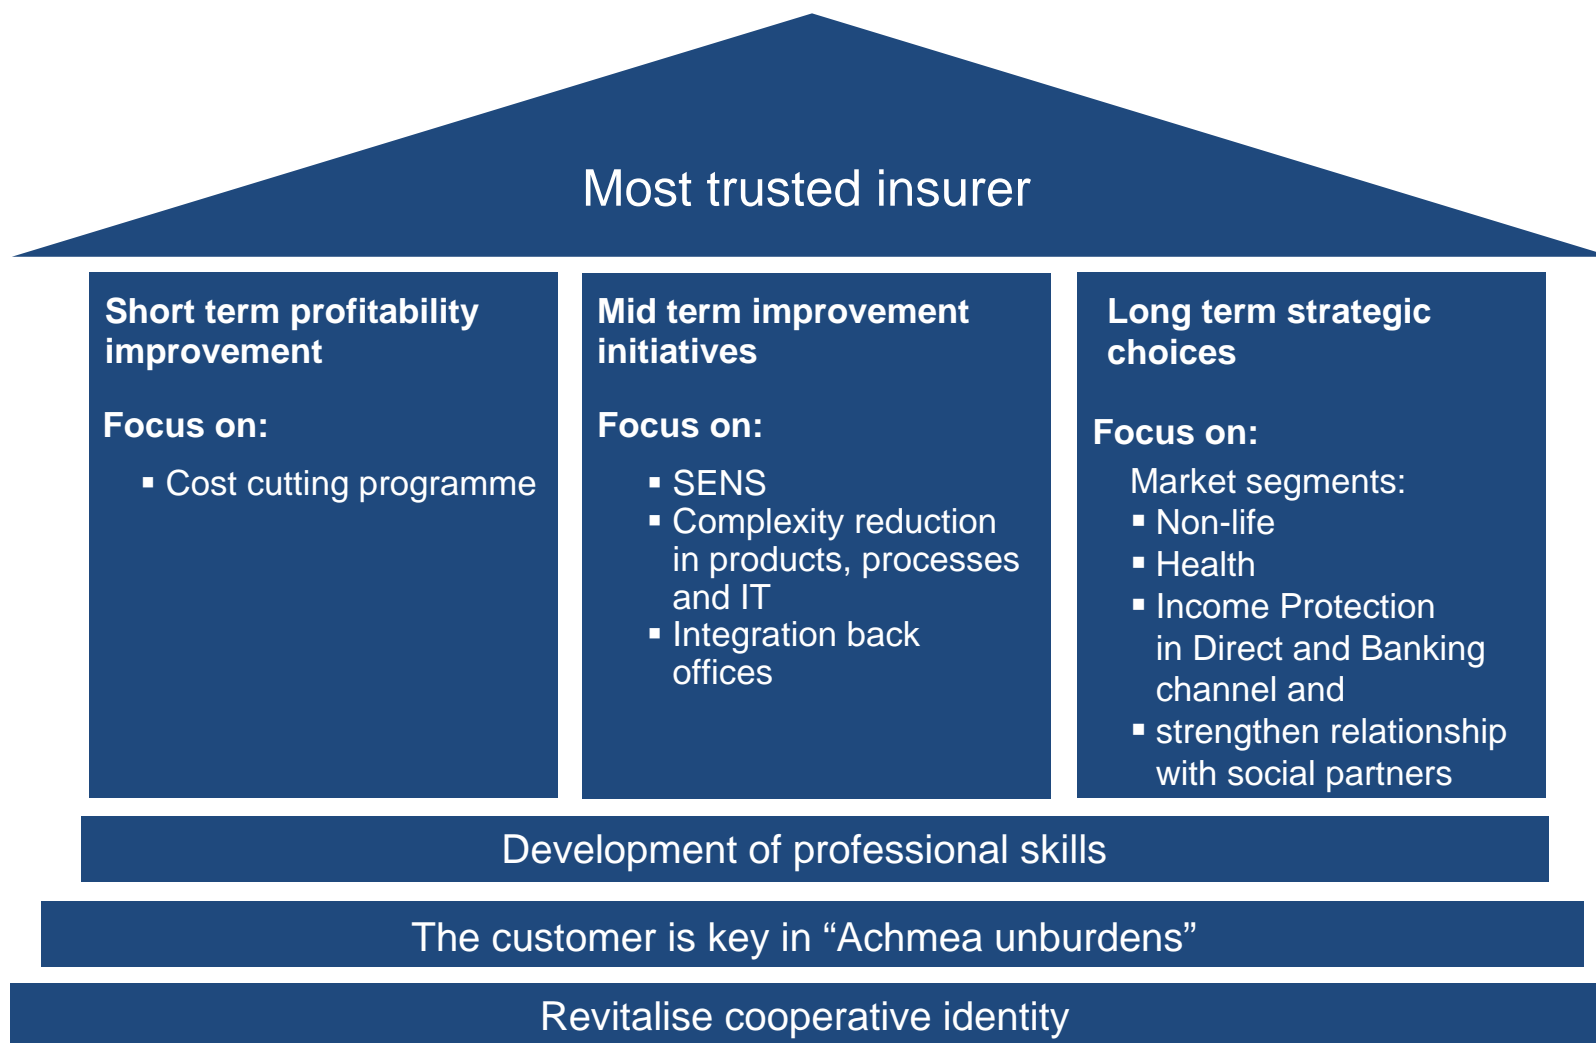 Most trusted insurer
Short term profitability
improvement
Focus on:
▪ Cost cutting programme
Mid term improvement
initiatives
Focus on:
▪ SENS
▪ Complexity reduction
in products, processes
and IT
▪ Integration back
offices
Long term strategic
choices
Focus on:
Market segments:
▪ Non-life
▪ Health
▪ Income Protection
in Direct and Banking
channel and
▪ strengthen relationship
with social partners
Development of professional skills
The customer is key in “Achmea unburdens”
Revitalise cooperative identity